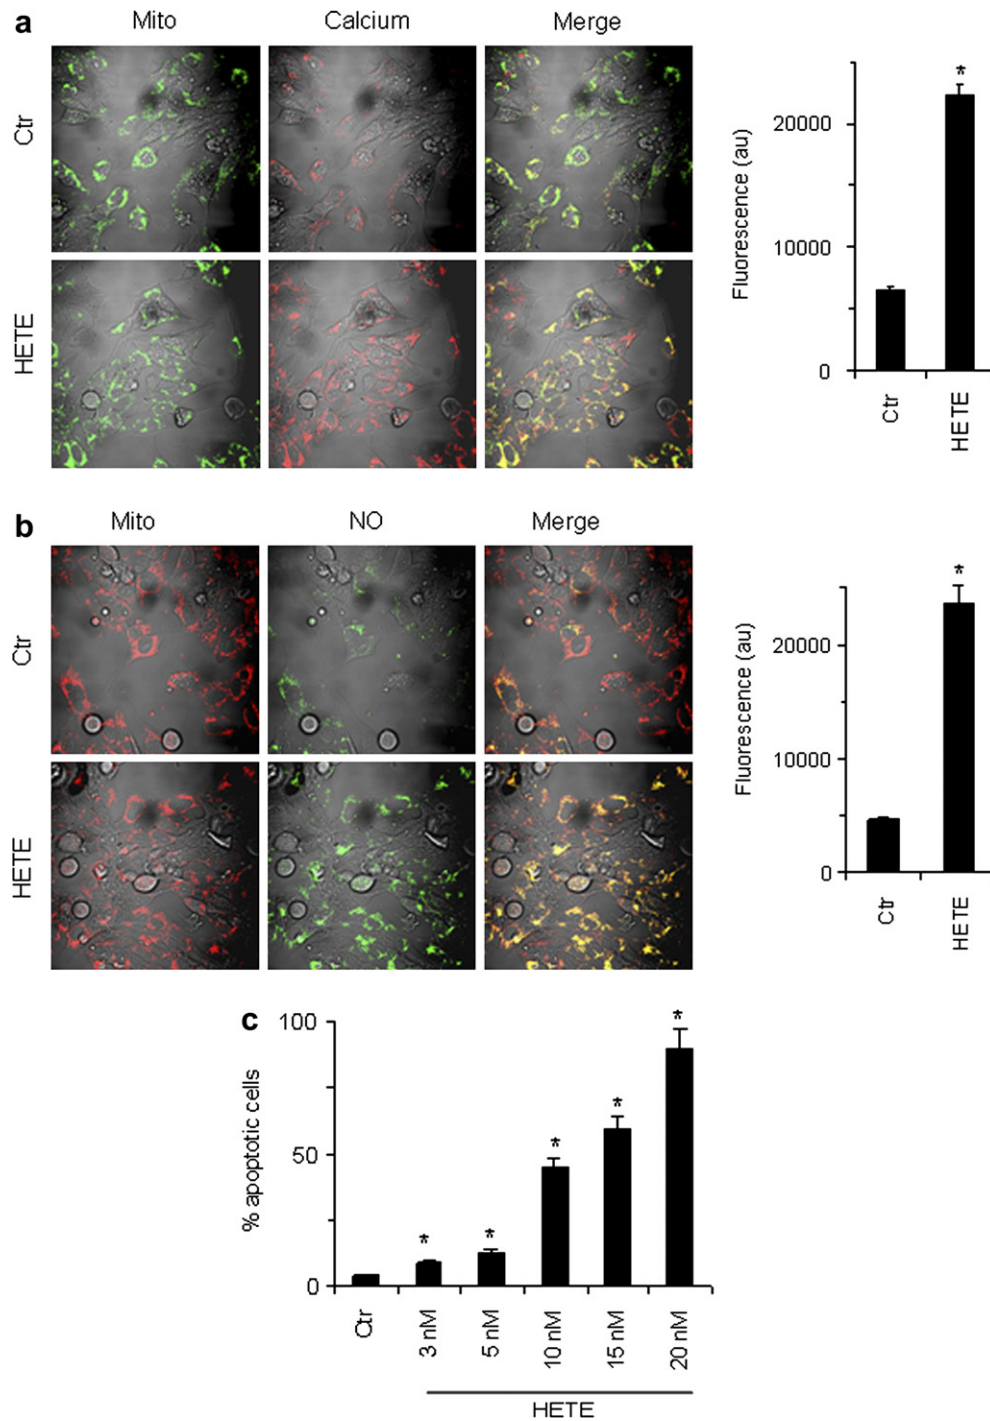 a
Mito Calcium Merge
Ctr
HETE
Fluorescence (au)
20000
10000
0
*
Ctr
HETE
b
Mito NO Merge
Ctr
HETE
Fluorescence (au)
20000
10000
0
*
Ctr
HETE
c
% apoptotic cells
100
50
0
* * * * *
Ctr 3 nM 5 nM 10 nM 15 nM 20 nM
HETE